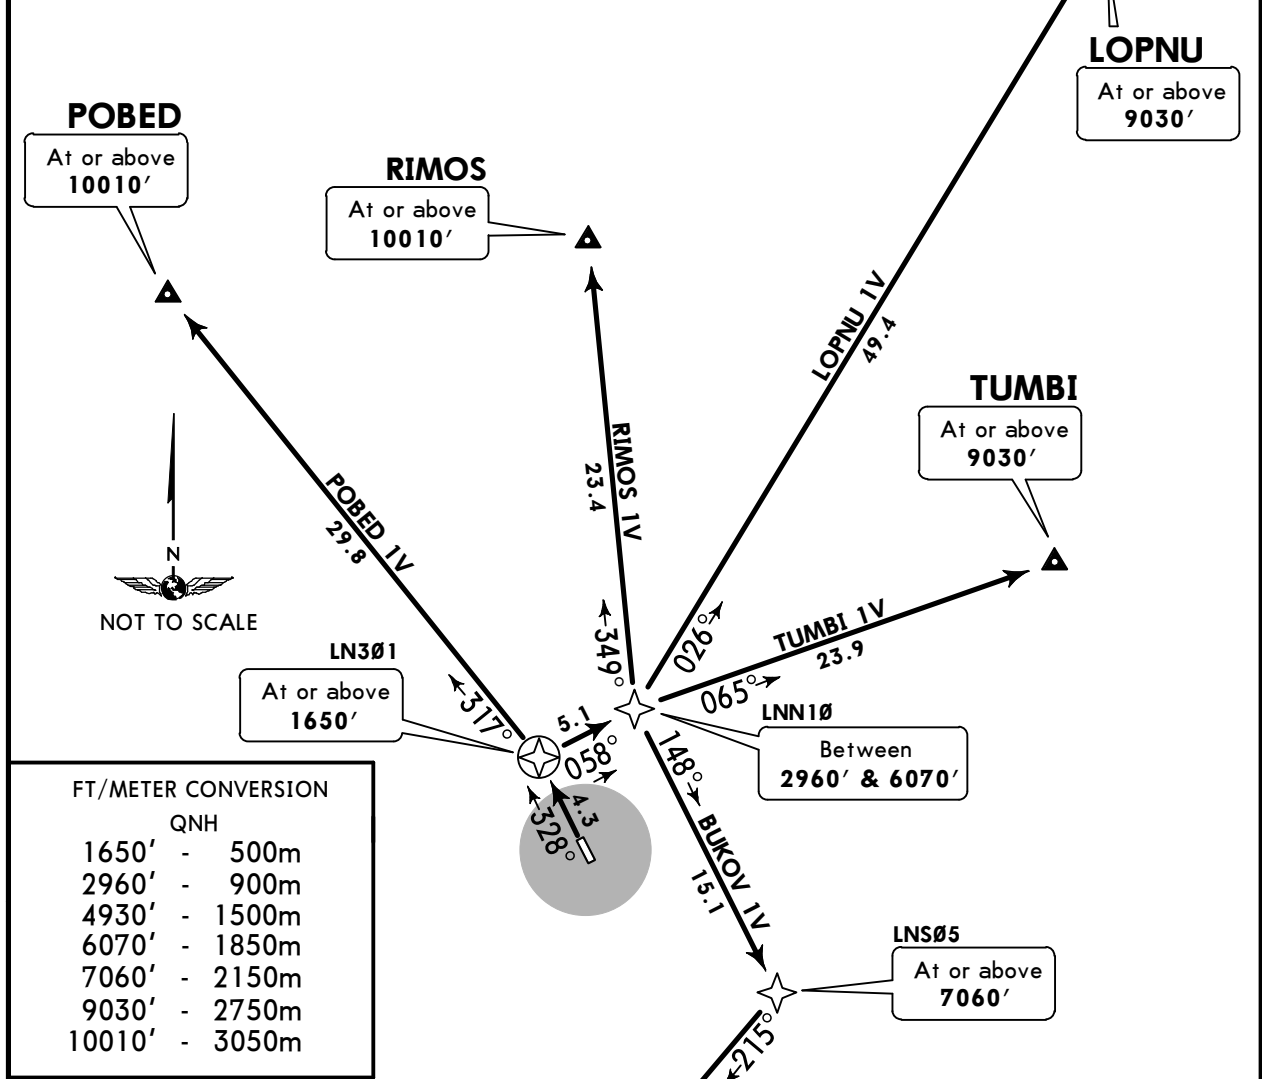 LOPNU
At or above
9030′
POBED
At or above
10010′
RIMOS
At or above
10010′
LOPNU 1V
49.4
TUMBI
At or above
9030′
RIMOS 1V
23.4
POBED 1V
29.8
N
NOT TO SCALE
TUMBI 1V
23.9
026°
349°
065°
LN3Ø1
At or above
1650′
317°
5.1
058°
LNN1Ø
Between
2960′ & 6070′
148°
4.3
328°
BUKOV 1V
15.1
FT/METER CONVERSION
QNH
1650′ - 500m
2960′ - 900m
4930′ - 1500m
6070′ - 1850m
7060′ - 2150m
9030′ - 2750m
10010′ - 3050m
LNSØ5
At or above
7060′
215°